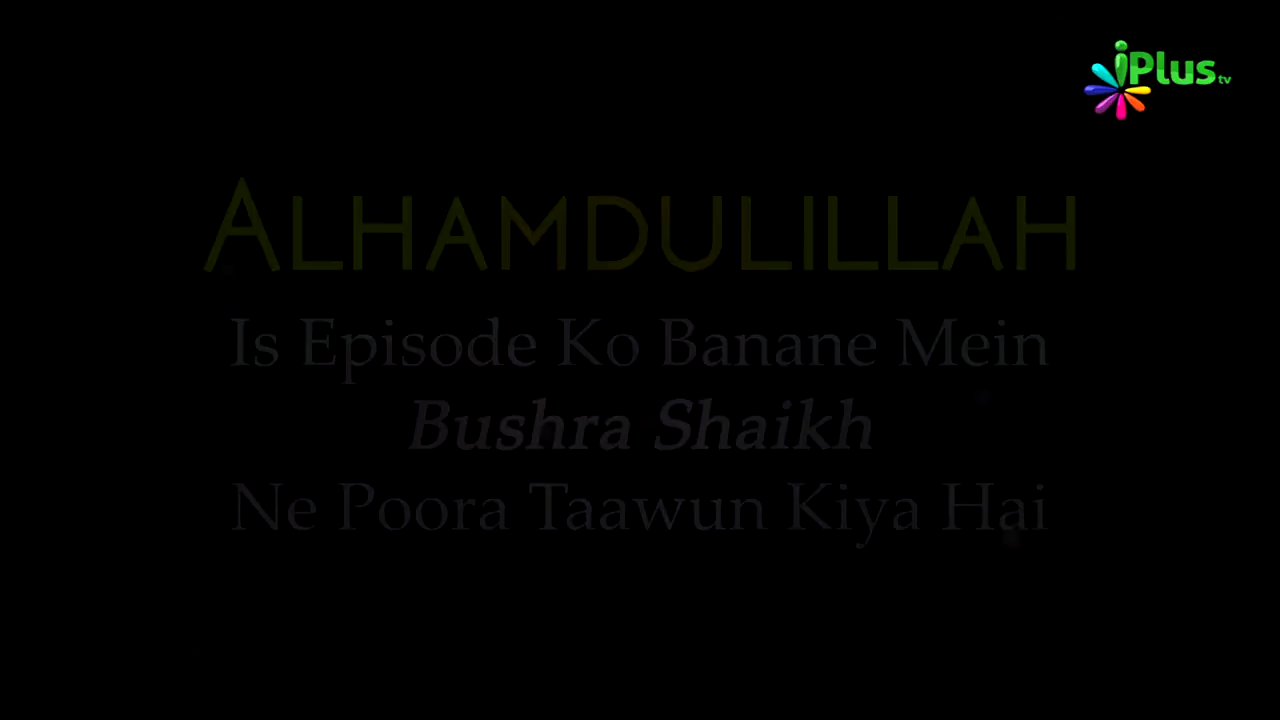 iPlus tv
ALHAMDULILLAH
Is Episode Ko Banane Mein
Bushra Shaikh
Ne Poora Taawun Kiya Hai